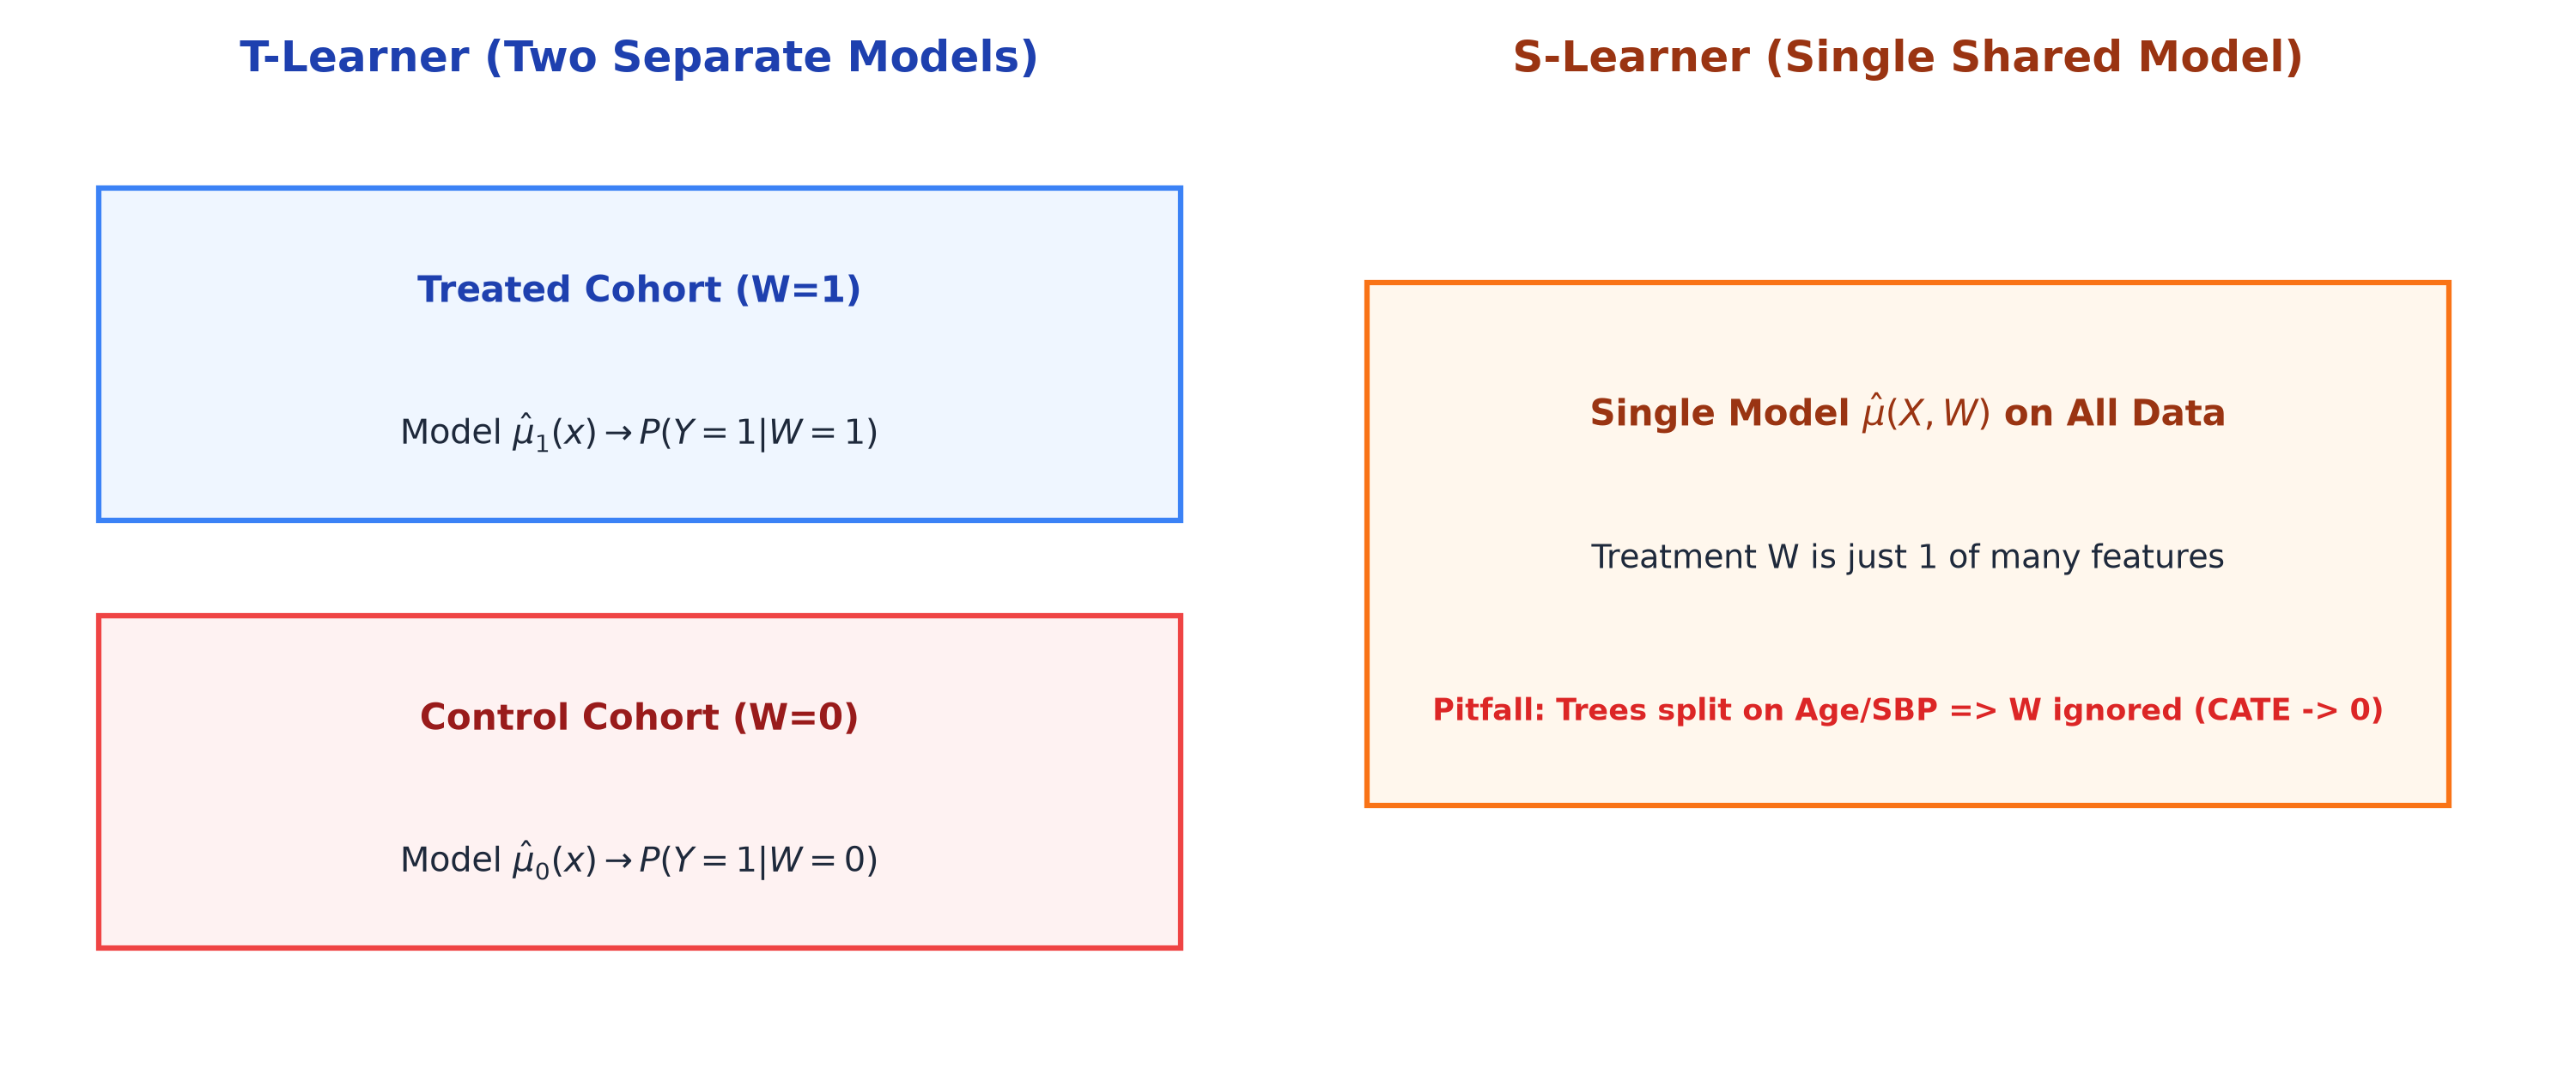 T-Learner (Two Separate Models)
Treated Cohort (W=1)
Model μ̂₁(x) → P(Y = 1|W = 1)
Control Cohort (W=0)
Model μ̂₀(x) → P(Y = 1|W = 0)
S-Learner (Single Shared Model)
Single Model μ̂(X, W) on All Data
Treatment W is just 1 of many features
Pitfall: Trees split on Age/SBP => W ignored (CATE -> 0)